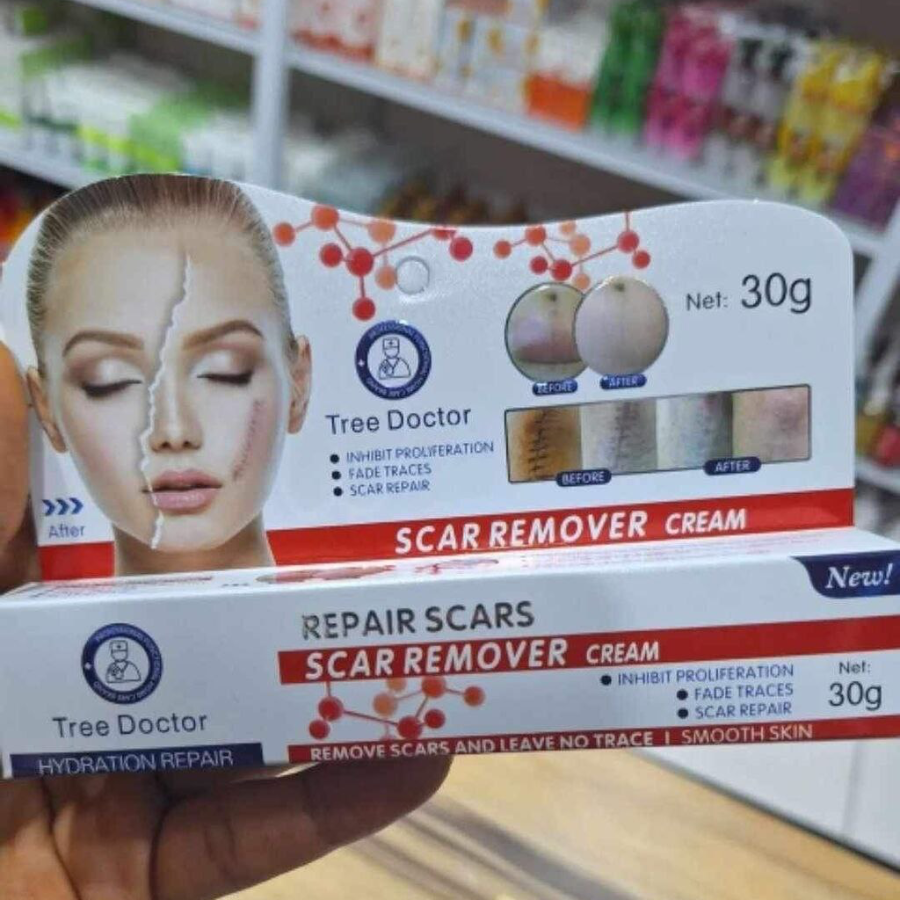 Net: 30g
Tree Doctor
INHIBIT PROLIFERATION
FADE TRACES
SCAR REPAIR
BEFORE
AFTER
BEFORE
AFTER
>>>
After
SCAR REMOVER CREAM
New!
REPAIR SCARS
SCAR REMOVER CREAM
INHIBIT PROLIFERATION
FADE TRACES
SCAR REPAIR
Net:
30g
Tree Doctor
HYDRATION REPAIR
REMOVE SCARS AND LEAVE NO TRACE | SMOOTH SKIN